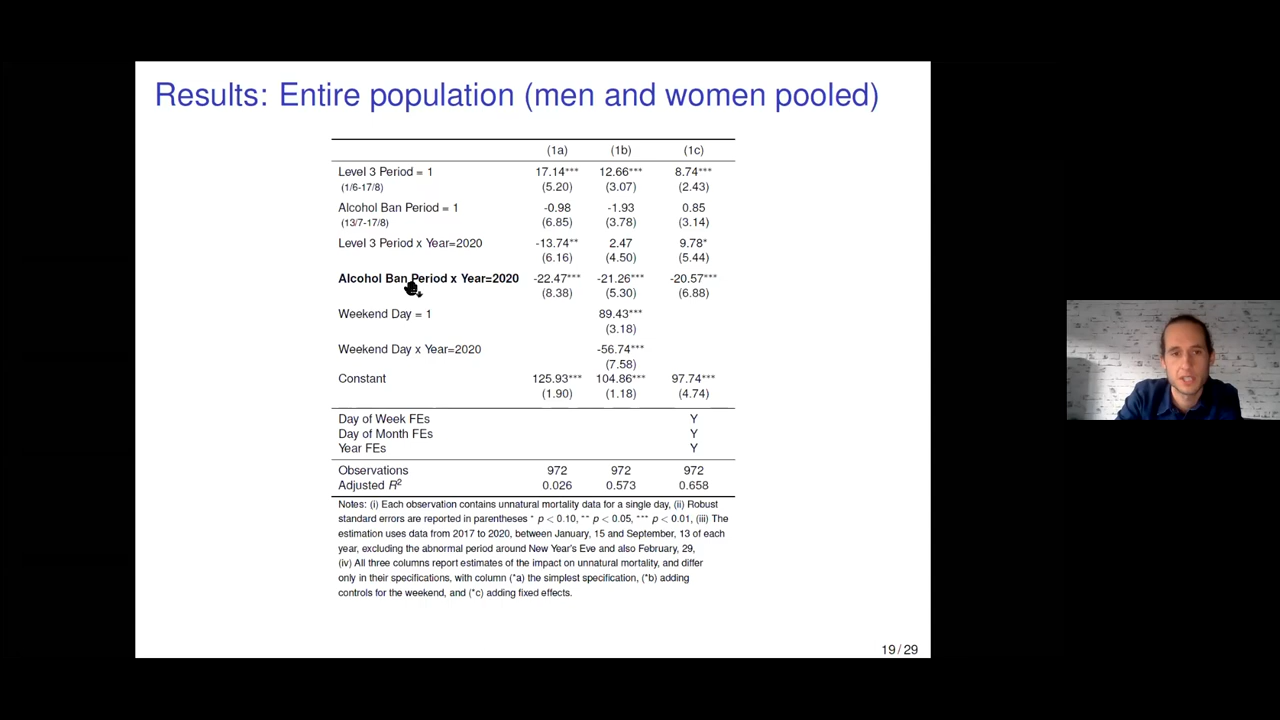 Results: Entire population (men and women pooled)
(1a) (1b) (1c)
Level 3 Period = 1 17.14*** 12.66*** 8.74***
(1/6-17/8) (5.20) (3.07) (2.43)
Alcohol Ban Period = 1 -0.98 -1.93 0.85
(13/7-17/8) (6.85) (3.78) (3.14)
Level 3 Period x Year=2020 -13.74** 2.47 9.78*
(6.16) (4.50) (5.44)
Alcohol Ban Period x Year=2020 -22.47*** -21.26*** -20.57***
(8.38) (5.30) (6.88)
Weekend Day = 1 89.43***
(3.18)
Weekend Day x Year=2020 -56.74***
(7.58)
Constant 125.93*** 104.86*** 97.74***
(1.90) (1.18) (4.74)
Day of Week FEs Y
Day of Month FEs Y
Year FEs Y
Observations 972 972 972
Adjusted R² 0.026 0.573 0.658
Notes: (i) Each observation contains unnatural mortality data for a single day, (ii) Robust
standard errors are reported in parentheses * p < 0.10, ** p < 0.05, *** p < 0.01, (iii) The
estimation uses data from 2017 to 2020, between January, 15 and September, 13 of each
year, excluding the abnormal period around New Year's Eve and also February, 29,
(iv) All three columns report estimates of the impact on unnatural mortality, and differ
only in their specifications, with column (*a) the simplest specification, (*b) adding
controls for the weekend, and (*c) adding fixed effects.
19 / 29